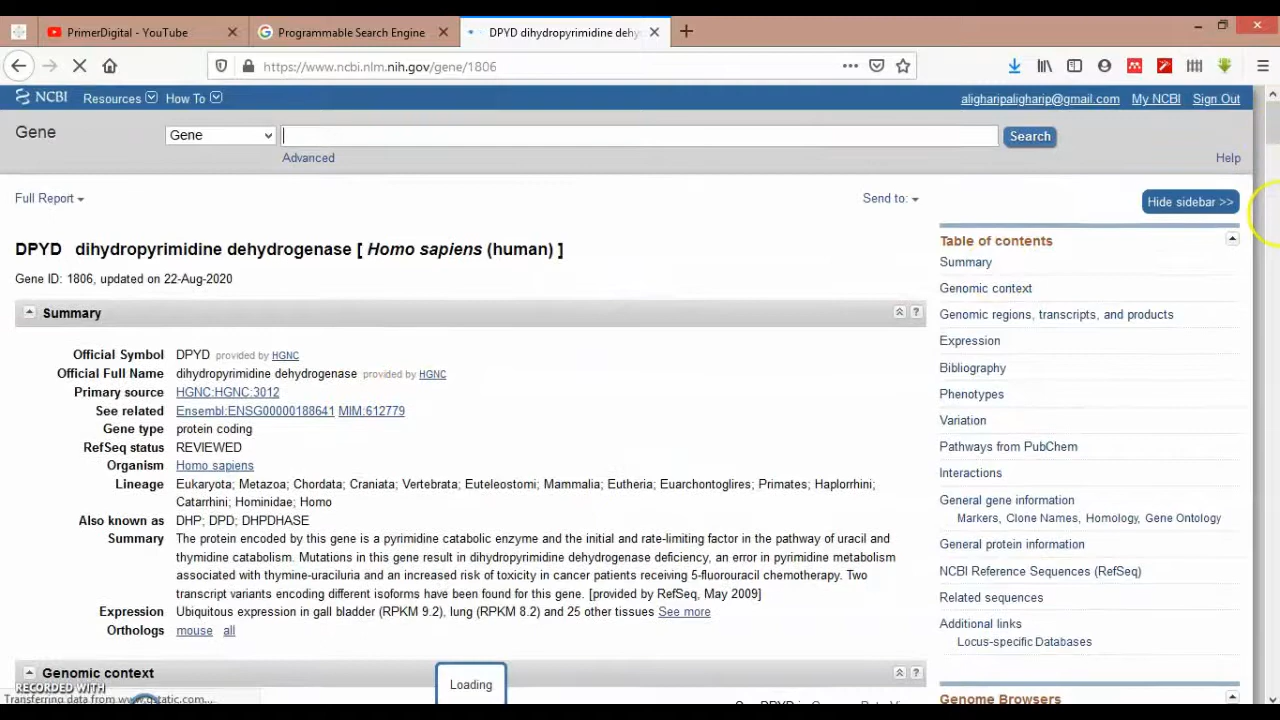 PrimerDigital - YouTube
Programmable Search Engine
DPYD dihydropyrimidine dehyd
https://www.ncbi.nlm.nih.gov/gene/1806
NCBI Resources How To aligharipaligharip@gmail.com My NCBI Sign Out
Gene Gene Search
Advanced Help
Full Report Send to: Hide sidebar >>
DPYD dihydropyrimidine dehydrogenase [ Homo sapiens (human) ]
Gene ID: 1806, updated on 22-Aug-2020
Summary
Official Symbol DPYD provided by HGNC
Official Full Name dihydropyrimidine dehydrogenase provided by HGNC
Primary source HGNC:HGNC:3012
See related Ensembl:ENSG00000188641 MIM:612779
Gene type protein coding
RefSeq status REVIEWED
Organism Homo sapiens
Lineage Eukaryota; Metazoa; Chordata; Craniata; Vertebrata; Euteleostomi; Mammalia; Eutheria; Euarchontoglires; Primates; Haplorrhini;
Catarrhini; Hominidae; Homo
Also known as DHP; DPD; DHPDHASE
Summary The protein encoded by this gene is a pyrimidine catabolic enzyme and the initial and rate-limiting factor in the pathway of uracil and
thymidine catabolism. Mutations in this gene result in dihydropyrimidine dehydrogenase deficiency, an error in pyrimidine metabolism
associated with thymine-uraciluria and an increased risk of toxicity in cancer patients receiving 5-fluorouracil chemotherapy. Two
transcript variants encoding different isoforms have been found for this gene. [provided by RefSeq, May 2009]
Expression Ubiquitous expression in gall bladder (RPKM 9.2), lung (RPKM 8.2) and 25 other tissues See more
Orthologs mouse all
Genomic context
Loading
RECORDED WITH
Transferring data from www.gstatic.com...
Table of contents
Summary
Genomic context
Genomic regions, transcripts, and products
Expression
Bibliography
Phenotypes
Variation
Pathways from PubChem
Interactions
General gene information
Markers, Clone Names, Homology, Gene Ontology
General protein information
NCBI Reference Sequences (RefSeq)
Related sequences
Additional links
Locus-specific Databases
Genome Browsers